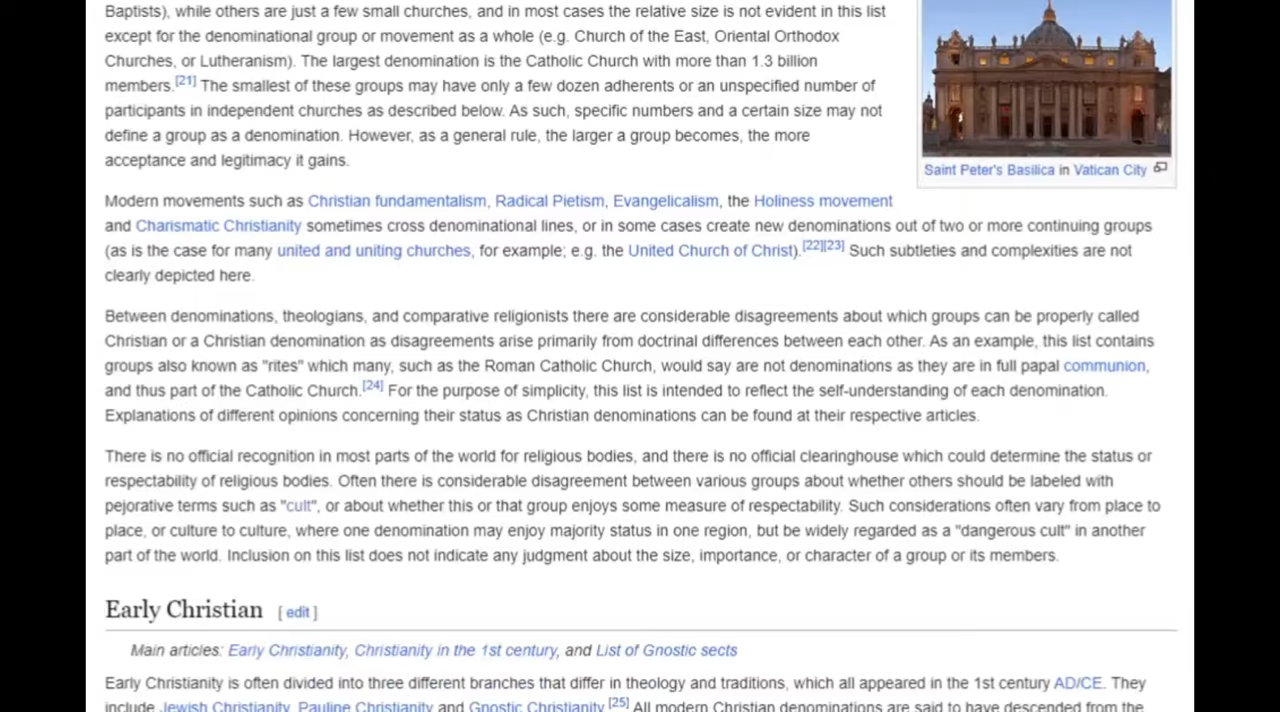 Baptists), while others are just a few small churches, and in most cases the relative size is not evident in this list
except for the denominational group or movement as a whole (e.g. Church of the East, Oriental Orthodox
Churches, or Lutheranism). The largest denomination is the Catholic Church with more than 1.3 billion
members.[21] The smallest of these groups may have only a few dozen adherents or an unspecified number of
participants in independent churches as described below. As such, specific numbers and a certain size may not
define a group as a denomination. However, as a general rule, the larger a group becomes, the more
acceptance and legitimacy it gains.
Saint Peter's Basilica in Vatican City
Modern movements such as Christian fundamentalism, Radical Pietism, Evangelicalism, the Holiness movement
and Charismatic Christianity sometimes cross denominational lines, or in some cases create new denominations out of two or more continuing groups
(as is the case for many united and uniting churches, for example; e.g. the United Church of Christ).[22][23] Such subtleties and complexities are not
clearly depicted here.
Between denominations, theologians, and comparative religionists there are considerable disagreements about which groups can be properly called
Christian or a Christian denomination as disagreements arise primarily from doctrinal differences between each other. As an example, this list contains
groups also known as "rites" which many, such as the Roman Catholic Church, would say are not denominations as they are in full papal communion,
and thus part of the Catholic Church.[24] For the purpose of simplicity, this list is intended to reflect the self-understanding of each denomination.
Explanations of different opinions concerning their status as Christian denominations can be found at their respective articles.
There is no official recognition in most parts of the world for religious bodies, and there is no official clearinghouse which could determine the status or
respectability of religious bodies. Often there is considerable disagreement between various groups about whether others should be labeled with
pejorative terms such as "cult", or about whether this or that group enjoys some measure of respectability. Such considerations often vary from place to
place, or culture to culture, where one denomination may enjoy majority status in one region, but be widely regarded as a "dangerous cult" in another
part of the world. Inclusion on this list does not indicate any judgment about the size, importance, or character of a group or its members.
Early Christian [ edit ]
Main articles: Early Christianity, Christianity in the 1st century, and List of Gnostic sects
Early Christianity is often divided into three different branches that differ in theology and traditions, which all appeared in the 1st century AD/CE. They
include Jewish Christianity, Pauline Christianity and Gnostic Christianity.[25] All modern Christian denominations are said to have descended from the